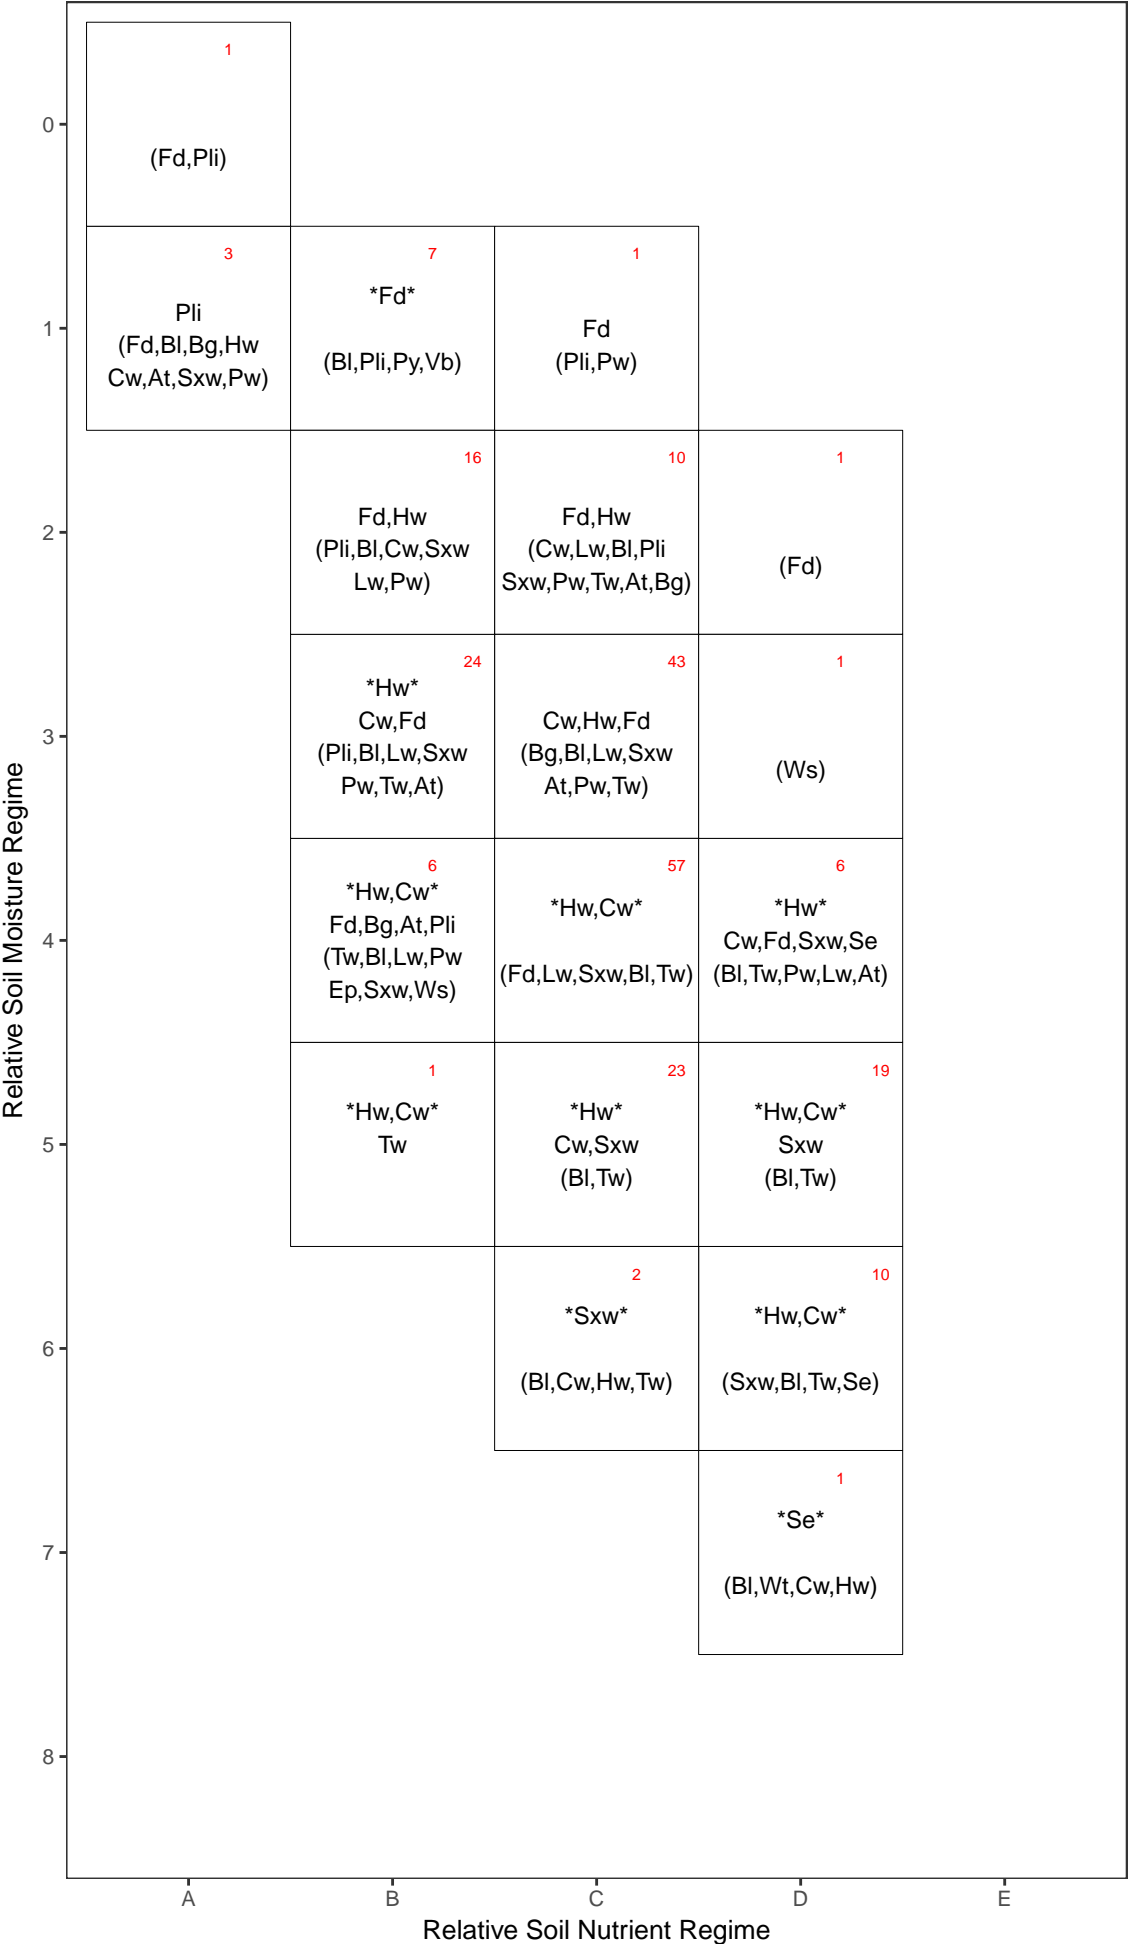 1
0
(Fd,Pli)
3
Pli
(Fd,Bl,Bg,Hw
Cw,At,Sxw,Pw)
7
*Fd*
(Bl,Pli,Py,Vb)
1
Fd
(Pli,Pw)
1
16
Fd,Hw
(Pli,Bl,Cw,Sxw
Lw,Pw)
10
Fd,Hw
(Cw,Lw,Bl,Pli
Sxw,Pw,Tw,At,Bg)
1
(Fd)
2
24
*Hw*
Cw,Fd
(Pli,Bl,Lw,Sxw
Pw,Tw,At)
43
Cw,Hw,Fd
(Bg,Bl,Lw,Sxw
At,Pw,Tw)
1
(Ws)
3
6
*Hw,Cw*
Fd,Bg,At,Pli
(Tw,Bl,Lw,Pw
Ep,Sxw,Ws)
57
*Hw,Cw*
(Fd,Lw,Sxw,Bl,Tw)
6
*Hw*
Cw,Fd,Sxw,Se
(Bl,Tw,Pw,Lw,At)
4
1
*Hw,Cw*
Tw
23
*Hw*
Cw,Sxw
(Bl,Tw)
19
*Hw,Cw*
Sxw
(Bl,Tw)
5
2
*Sxw*
(Bl,Cw,Hw,Tw)
10
*Hw,Cw*
(Sxw,Bl,Tw,Se)
6
1
*Se*
(Bl,Wt,Cw,Hw)
7
8
Relative Soil Moisture Regime
A
B
C
D
E
Relative Soil Nutrient Regime